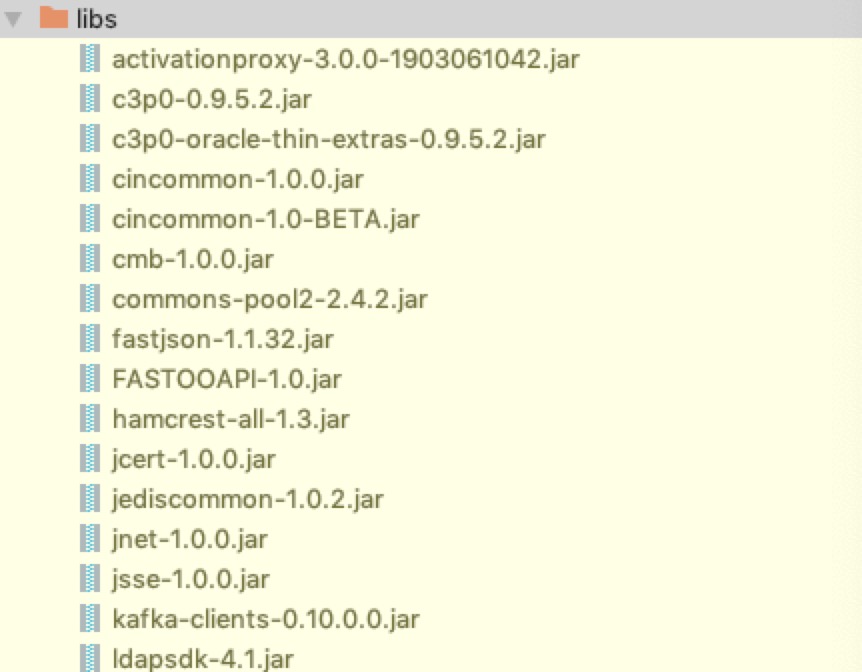 libs
activationproxy-3.0.0-1903061042.jar
c3p0-0.9.5.2.jar
c3p0-oracle-thin-extras-0.9.5.2.jar
cincommon-1.0.0.jar
cincommon-1.0-BETA.jar
cmb-1.0.0.jar
commons-pool2-2.4.2.jar
fastjson-1.1.32.jar
FASTOOAPI-1.0.jar
hamcrest-all-1.3.jar
jcert-1.0.0.jar
jediscommon-1.0.2.jar
jnet-1.0.0.jar
jsse-1.0.0.jar
kafka-clients-0.10.0.0.jar
ldapsdk-4.1.jar